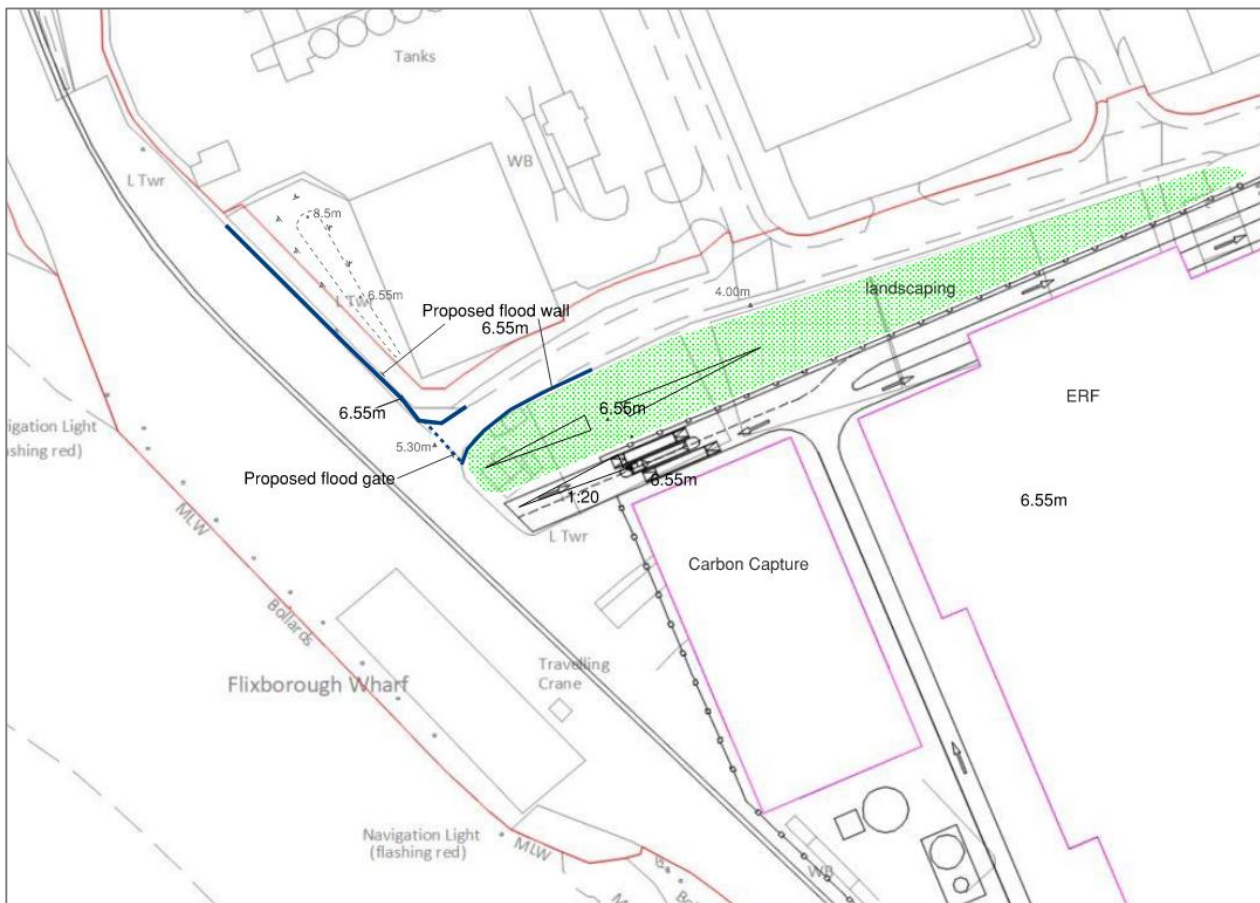 Tanks
WB
L Twr
8.5m
6.55m
L Twr
Proposed flood wall
6.55m
4.00m
landscaping
6.55m
6.55m
ERF
5.30m
igation Light
shing red)
Proposed flood gate
6.55m
1:20
6.55m
MLW
L Twr
Carbon Capture
Bollards
Travelling
Crane
Flixborough Wharf
Navigation Light
(flashing red)
MLW
WB